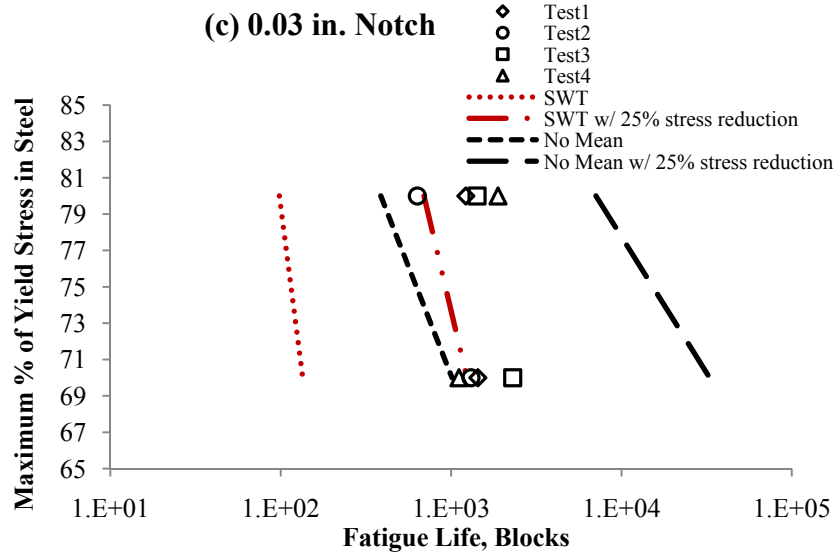 (c) 0.03 in. Notch
Test1
Test2
Test3
Test4
SWT
SWT w/ 25% stress reduction
No Mean
No Mean w/ 25% stress reduction
Maximum % of Yield Stress in Steel
85
83
81
79
77
75
73
71
69
67
65
1.E+01 1.E+02 1.E+03 1.E+04 1.E+05
Fatigue Life, Blocks